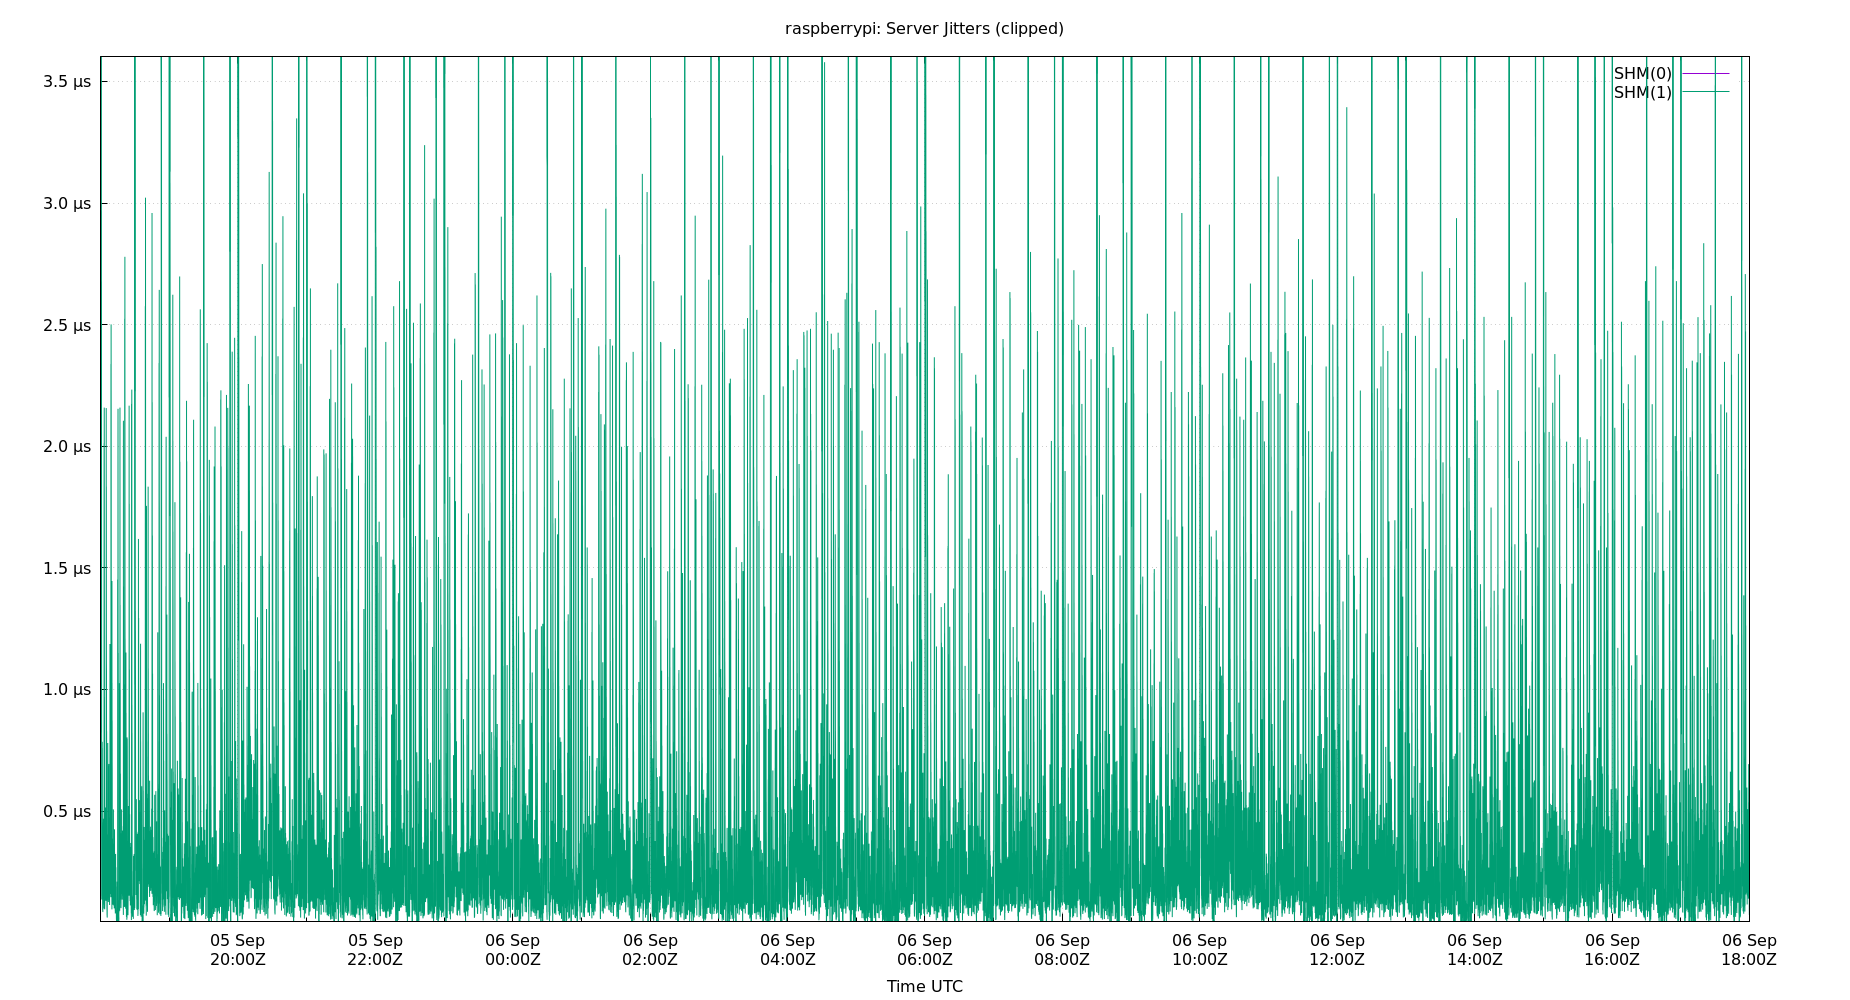 raspberrypi: Server Jitters (clipped)
SHM(0)
SHM(1)
3.5 μs
3.0 μs
2.5 μs
2.0 μs
1.5 μs
1.0 μs
0.5 μs
05 Sep 05 Sep 06 Sep 06 Sep 06 Sep 06 Sep 06 Sep 06 Sep 06 Sep 06 Sep 06 Sep 06 Sep
20:00Z 22:00Z 00:00Z 02:00Z 04:00Z 06:00Z 08:00Z 10:00Z 12:00Z 14:00Z 16:00Z 18:00Z
Time UTC